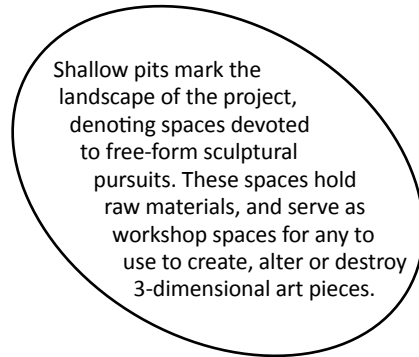 Shallow pits mark the
landscape of the project,
denoting spaces devoted
to free-form sculptural
pursuits. These spaces hold
raw materials, and serve as
workshop spaces for any to
use to create, alter or destroy
3-dimensional art pieces.